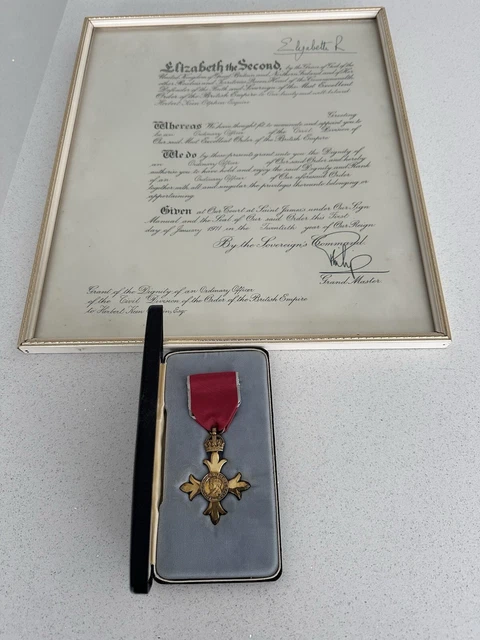 Elizabeth R
Elizabeth the Second, by the Grace of God of the
United Kingdom of Great Britain and Northern Ireland and of Her
other Realms and Territories Queen, Head of the Commonwealth,
Defender of the Faith and Sovereign of the Most Excellent
Order of the British Empire to Our trusty and well beloved
Herbert Esquire
Greeting
Whereas We have thought fit to nominate and appoint you to
be an Ordinary Officer of the Civil Division of
Our said Most Excellent Order of the British Empire
We do by these presents grant unto you the Dignity of
an Ordinary Officer of Our said Order and hereby
authorise you to have hold and enjoy the said Dignity and Rank
of an Ordinary Officer of Our aforesaid Order
together with all and singular the privileges thereunto belonging or
appertaining.
Given at Our Court at Saint James's under Our Sign
Manual and the Seal of Our said Order this First
day of January 1971 in the Twentieth year of Our Reign
By the Sovereign's Command.
Philip
Grand Master
Grant of the Dignity of an Ordinary Officer
of the Civil Division of the Order of the British Empire
to Herbert Esq